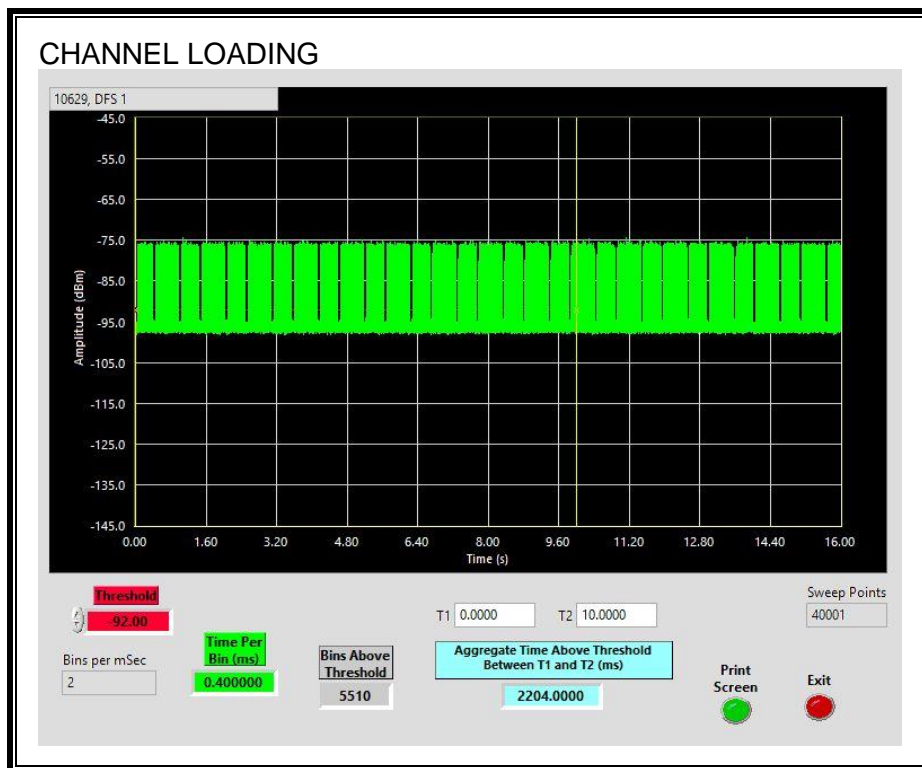 CHANNEL LOADING
10629, DFS 1
-45.0
-55.0
-65.0
-75.0
-85.0
-95.0
-105.0
-115.0
-125.0
-135.0
-145.0
Amplitude (dBm)
0.00 1.60 3.20 4.80 6.40 8.00 9.60 11.20 12.80 14.40 16.00
Time (s)
Threshold
-92.00
Bins per mSec
2
Time Per
Bin (ms)
0.400000
Bins Above
Threshold
5510
T1 0.0000 T2 10.0000
Aggregate Time Above Threshold
Between T1 and T2 (ms)
2204.0000
Sweep Points
40001
Print
Screen
Exit